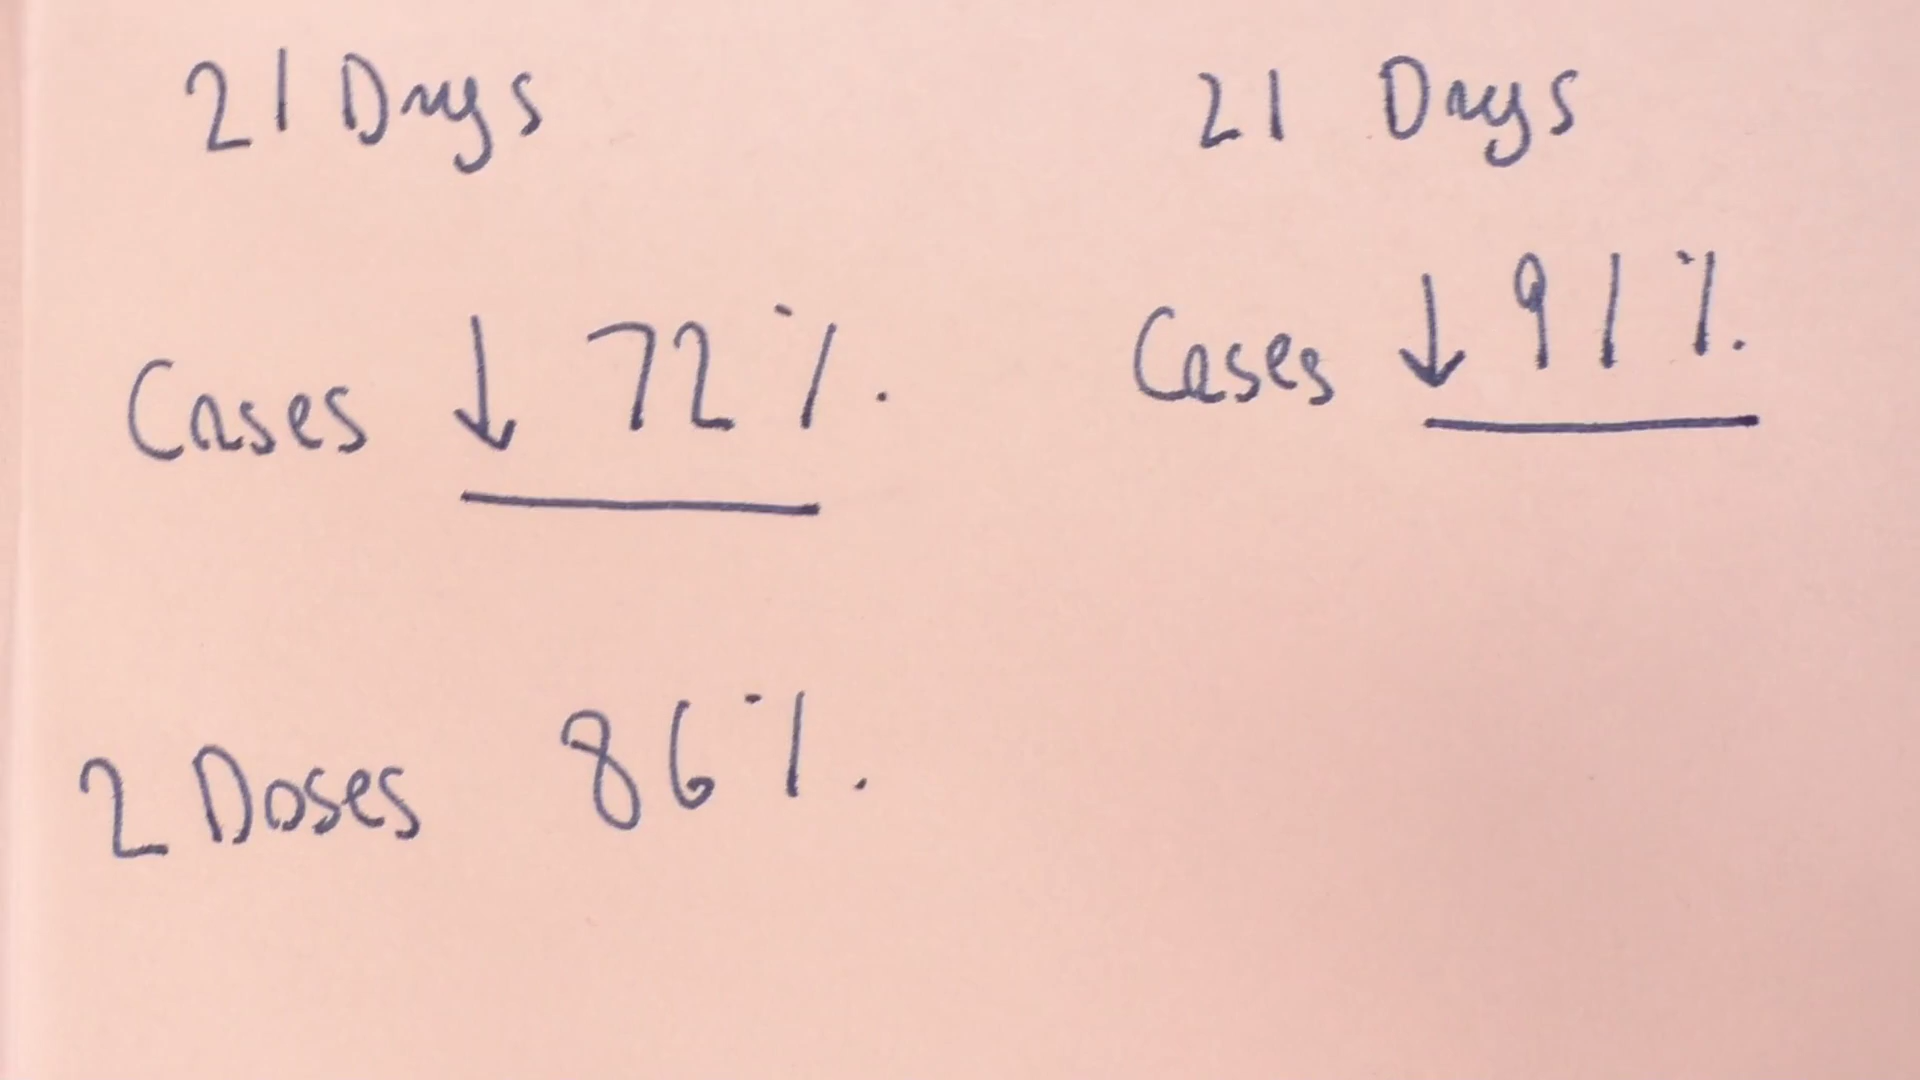 21 Days
Cases ↓ 72%.
2 Doses 86%.
21 Days
Cases ↓ 91%.